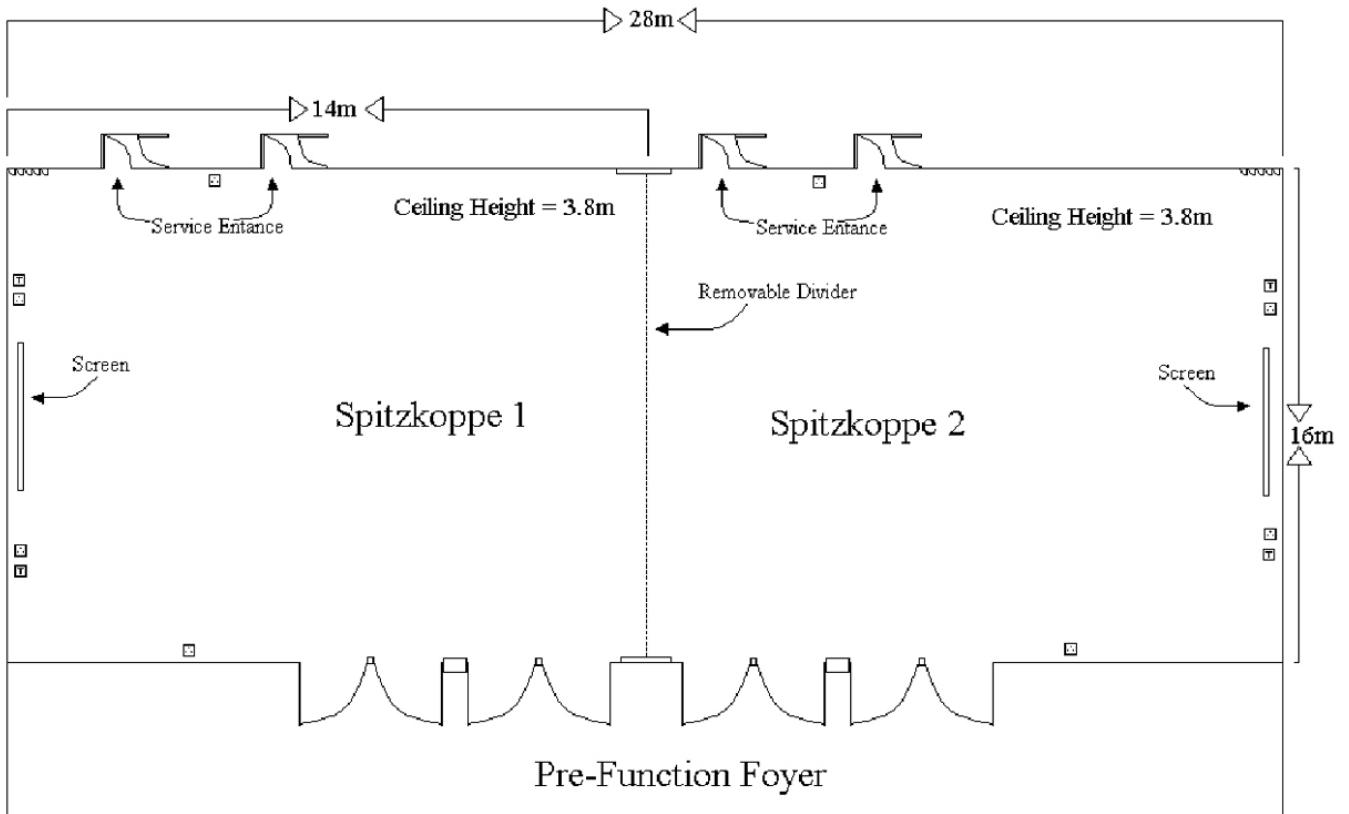 28m
14m
Service Entance
Ceiling Height = 3.8m
Service Entance
Ceiling Height = 3.8m
T
T
Removable Divider
Screen
Screen
Spitzkoppe 1
Spitzkoppe 2
16m
T
T
Pre-Function Foyer